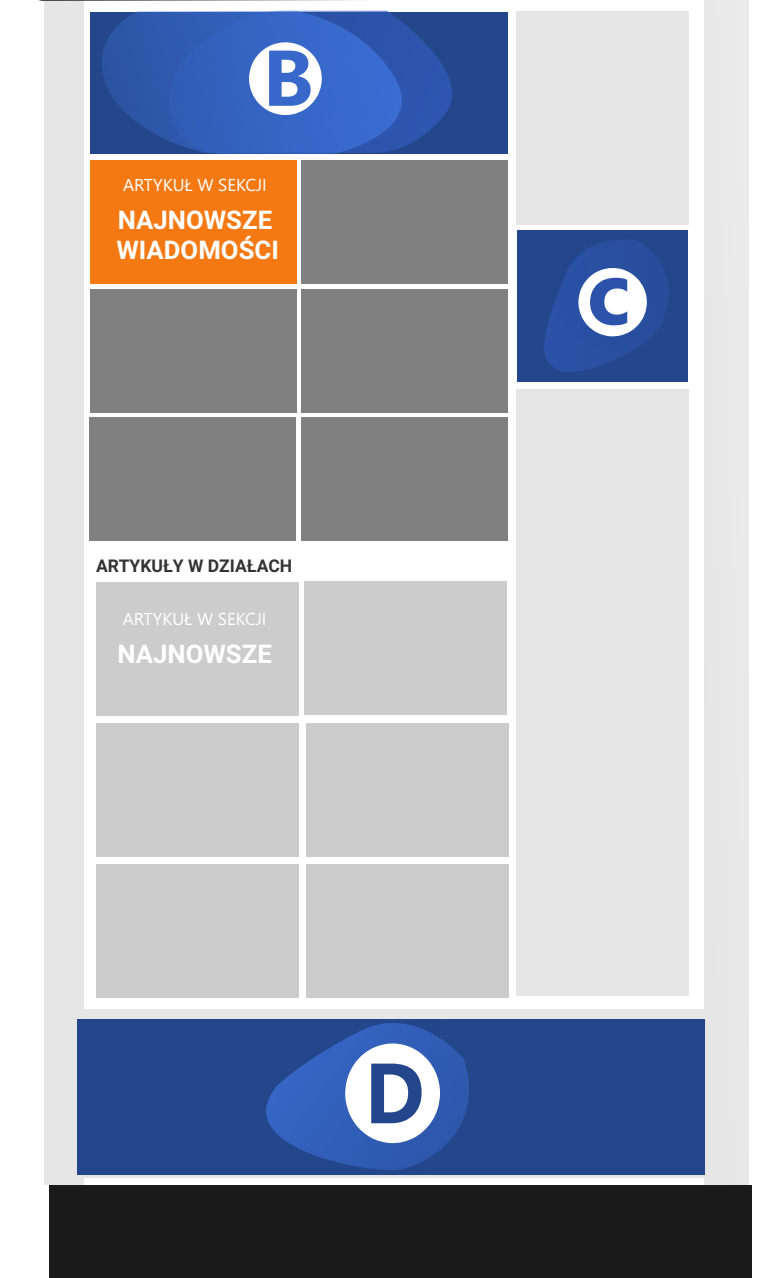 B
ARTYKUŁ W SEKCJI
NAJNOWSZE
WIADOMOŚCI
C
ARTYKUŁY W DZIAŁACH
ARTYKUŁ W SEKCJI
NAJNOWSZE
D